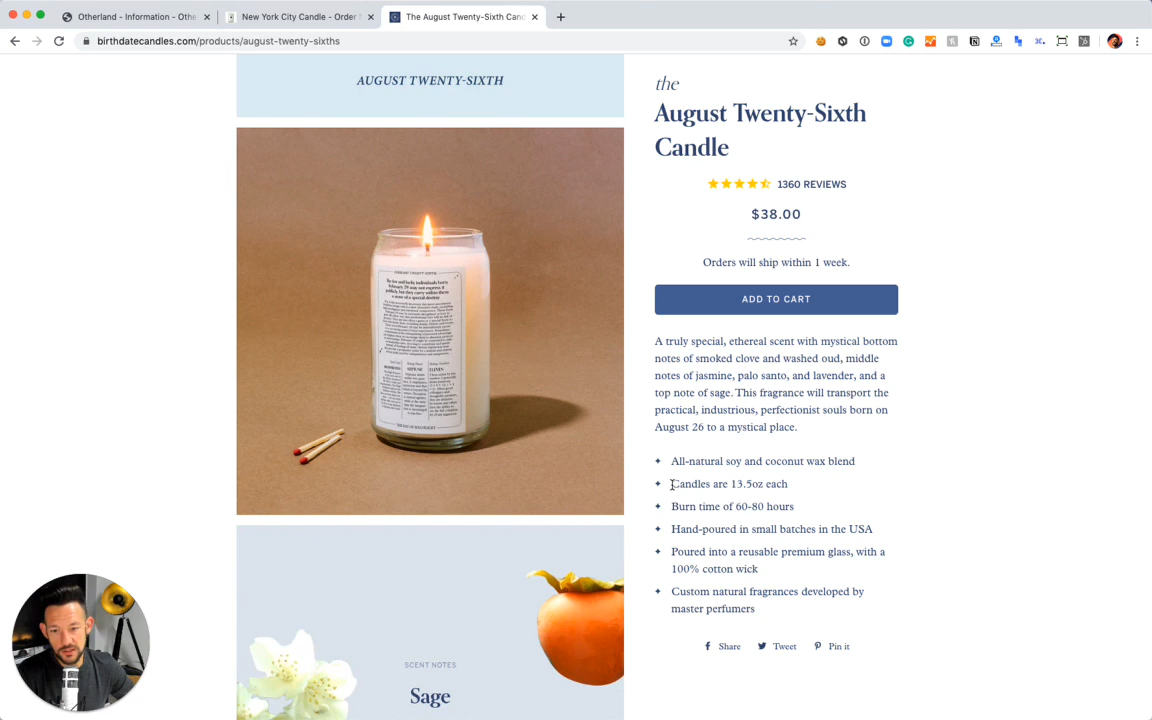 Otherland - Information - Othe
New York City Candle - Order N
The August Twenty-Sixth Cand
birthdatecandles.com/products/august-twenty-sixths
AUGUST TWENTY-SIXTH
the
August Twenty-Sixth
Candle
1360 REVIEWS
$38.00
Orders will ship within 1 week.
ADD TO CART
A truly special, ethereal scent with mystical bottom
notes of smoked clove and washed oud, middle
notes of jasmine, palo santo, and lavender, and a
top note of sage. This fragrance will transport the
practical, industrious, perfectionist souls born on
August 26 to a mystical place.
All-natural soy and coconut wax blend
Candles are 13.5oz each
Burn time of 60-80 hours
Hand-poured in small batches in the USA
Poured into a reusable premium glass, with a
100% cotton wick
Custom natural fragrances developed by
master perfumers
Share Tweet Pin it
SCENT NOTES
Sage